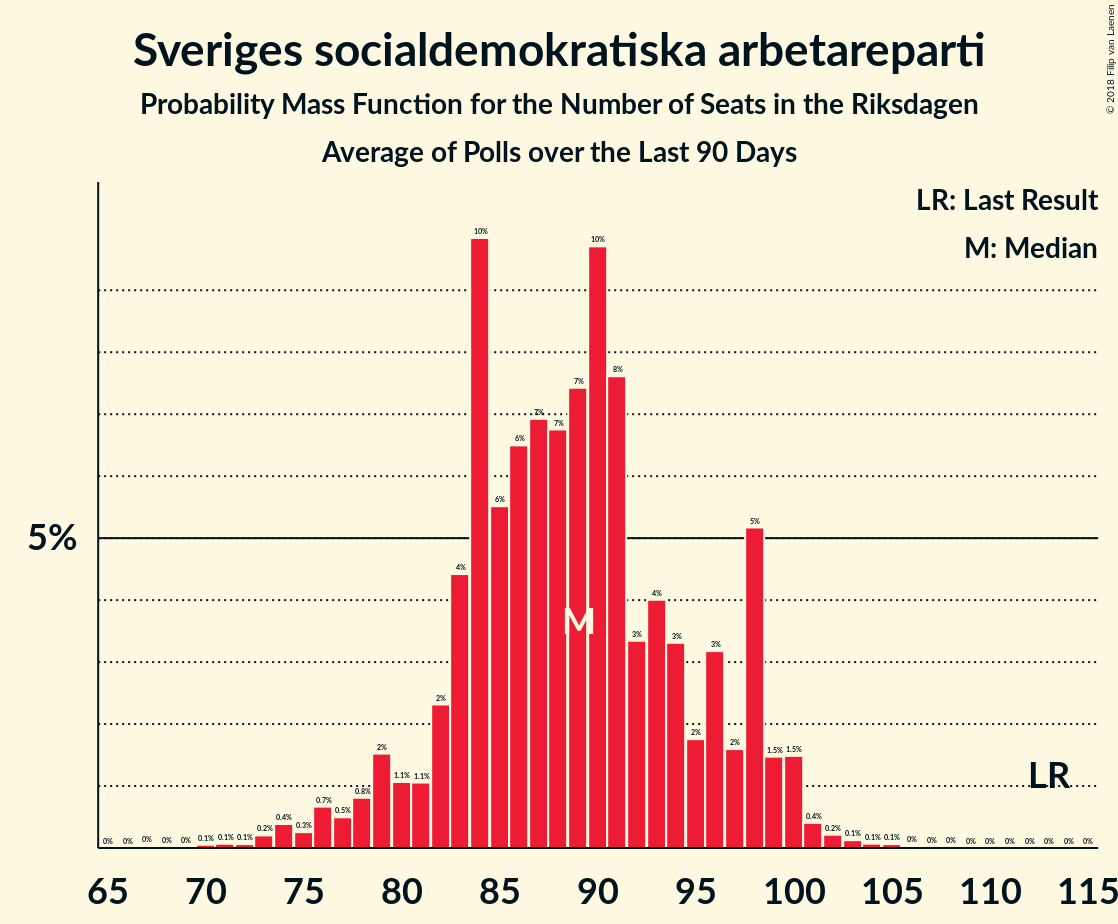 Sveriges socialdemokratiska arbetareparti
Probability Mass Function for the Number of Seats in the Riksdagen
Average of Polls over the Last 90 Days
© 2018 Filip van Laenen
LR: Last Result
M: Median
5%
0% 0% 0% 0% 0% 0.1% 0.1% 0.1% 0.2% 0.4% 0.3% 0.7% 0.5% 0.8% 2% 1.1% 1.1% 2% 4% 10% 6% 6% 7% 7% 7% 10% 8% 3% 4% 3% 2% 3% 2% 5% 1.5% 1.5% 0.4% 0.2% 0.1% 0.1% 0.1% 0% 0% 0% 0% 0% 0% 0% 0% 0% 0%
M
LR
65 70 75 80 85 90 95 100 105 110 115